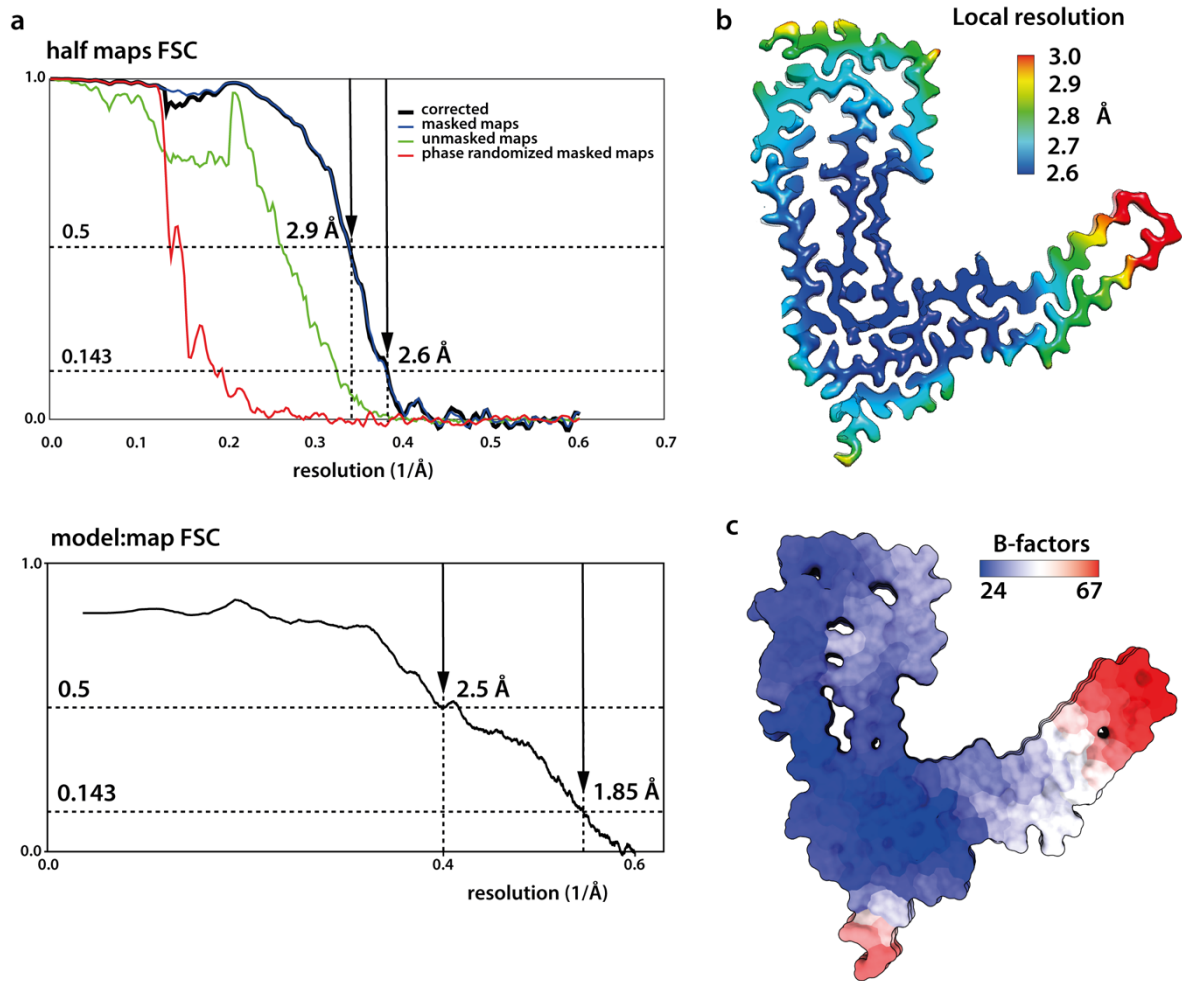 a
half maps FSC
1.0
corrected
masked maps
unmasked maps
phase randomized masked maps
0.5
2.9 Å
0.143
2.6 Å
0.0
0.0 0.1 0.2 0.3 0.4 0.5 0.6 0.7
resolution (1/Å)
model:map FSC
1.0
0.5
2.5 Å
0.143
1.85 Å
0.0
0.0 0.4 0.6
resolution (1/Å)
b
Local resolution
3.0
2.9
2.8 Å
2.7
2.6
c
B-factors
24 67